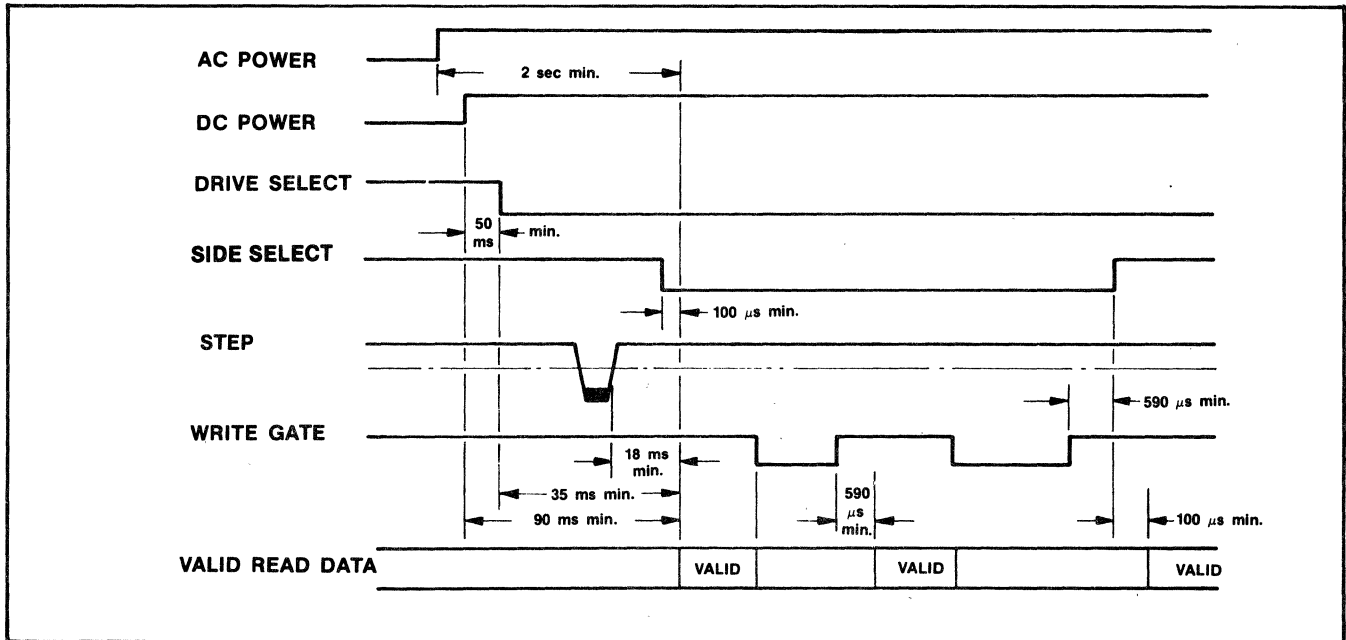 AC POWER
2 sec min.
DC POWER
DRIVE SELECT
50
ms
min.
SIDE SELECT
100 μs min.
STEP
590 μs min.
WRITE GATE
18 ms
min.
35 ms min.
590
μs
min.
90 ms min.
100 μs min.
VALID READ DATA
VALID
VALID
VALID